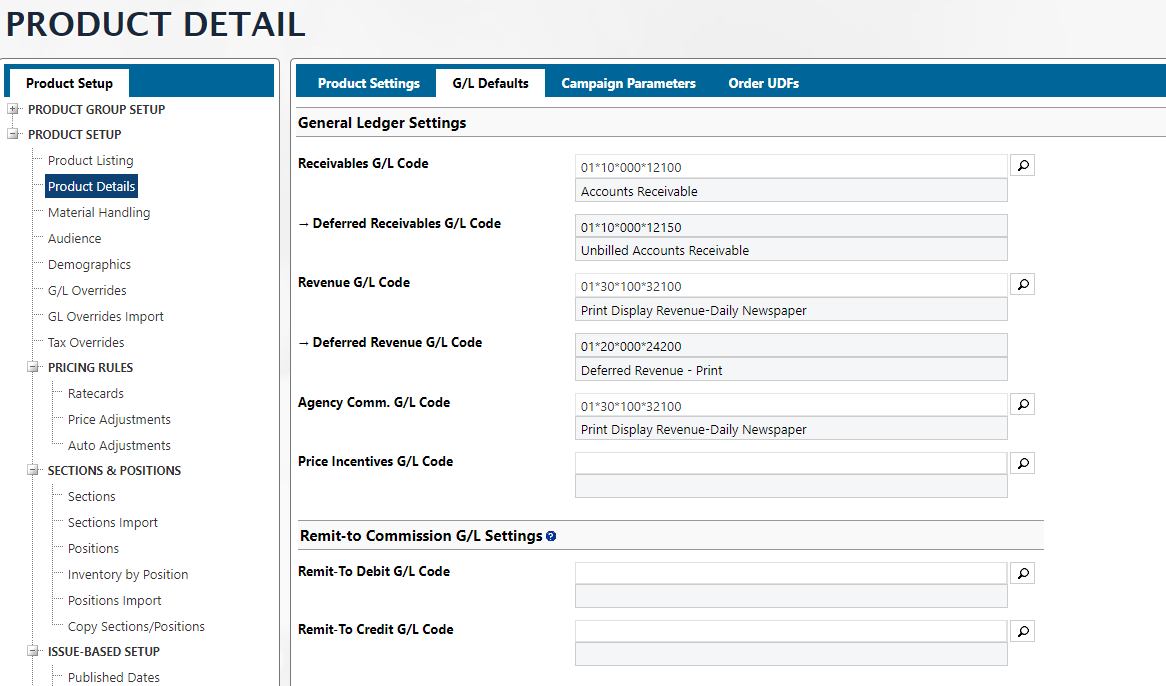 PRODUCT DETAIL
Product Setup
PRODUCT GROUP SETUP
PRODUCT SETUP
Product Listing
Product Details
Material Handling
Audience
Demographics
G/L Overrides
GL Overrides Import
Tax Overrides
PRICING RULES
Ratecards
Price Adjustments
Auto Adjustments
SECTIONS & POSITIONS
Sections
Sections Import
Positions
Inventory by Position
Positions Import
Copy Sections/Positions
ISSUE-BASED SETUP
Published Dates
Product Settings G/L Defaults Campaign Parameters Order UDFs
General Ledger Settings
Receivables G/L Code 01*10*000*12100
Accounts Receivable
→ Deferred Receivables G/L Code 01*10*000*12150
Unbilled Accounts Receivable
Revenue G/L Code 01*30*100*32100
Print Display Revenue-Daily Newspaper
→ Deferred Revenue G/L Code 01*20*000*24200
Deferred Revenue - Print
Agency Comm. G/L Code 01*30*100*32100
Print Display Revenue-Daily Newspaper
Price Incentives G/L Code
Remit-to Commission G/L Settings ?
Remit-To Debit G/L Code
Remit-To Credit G/L Code